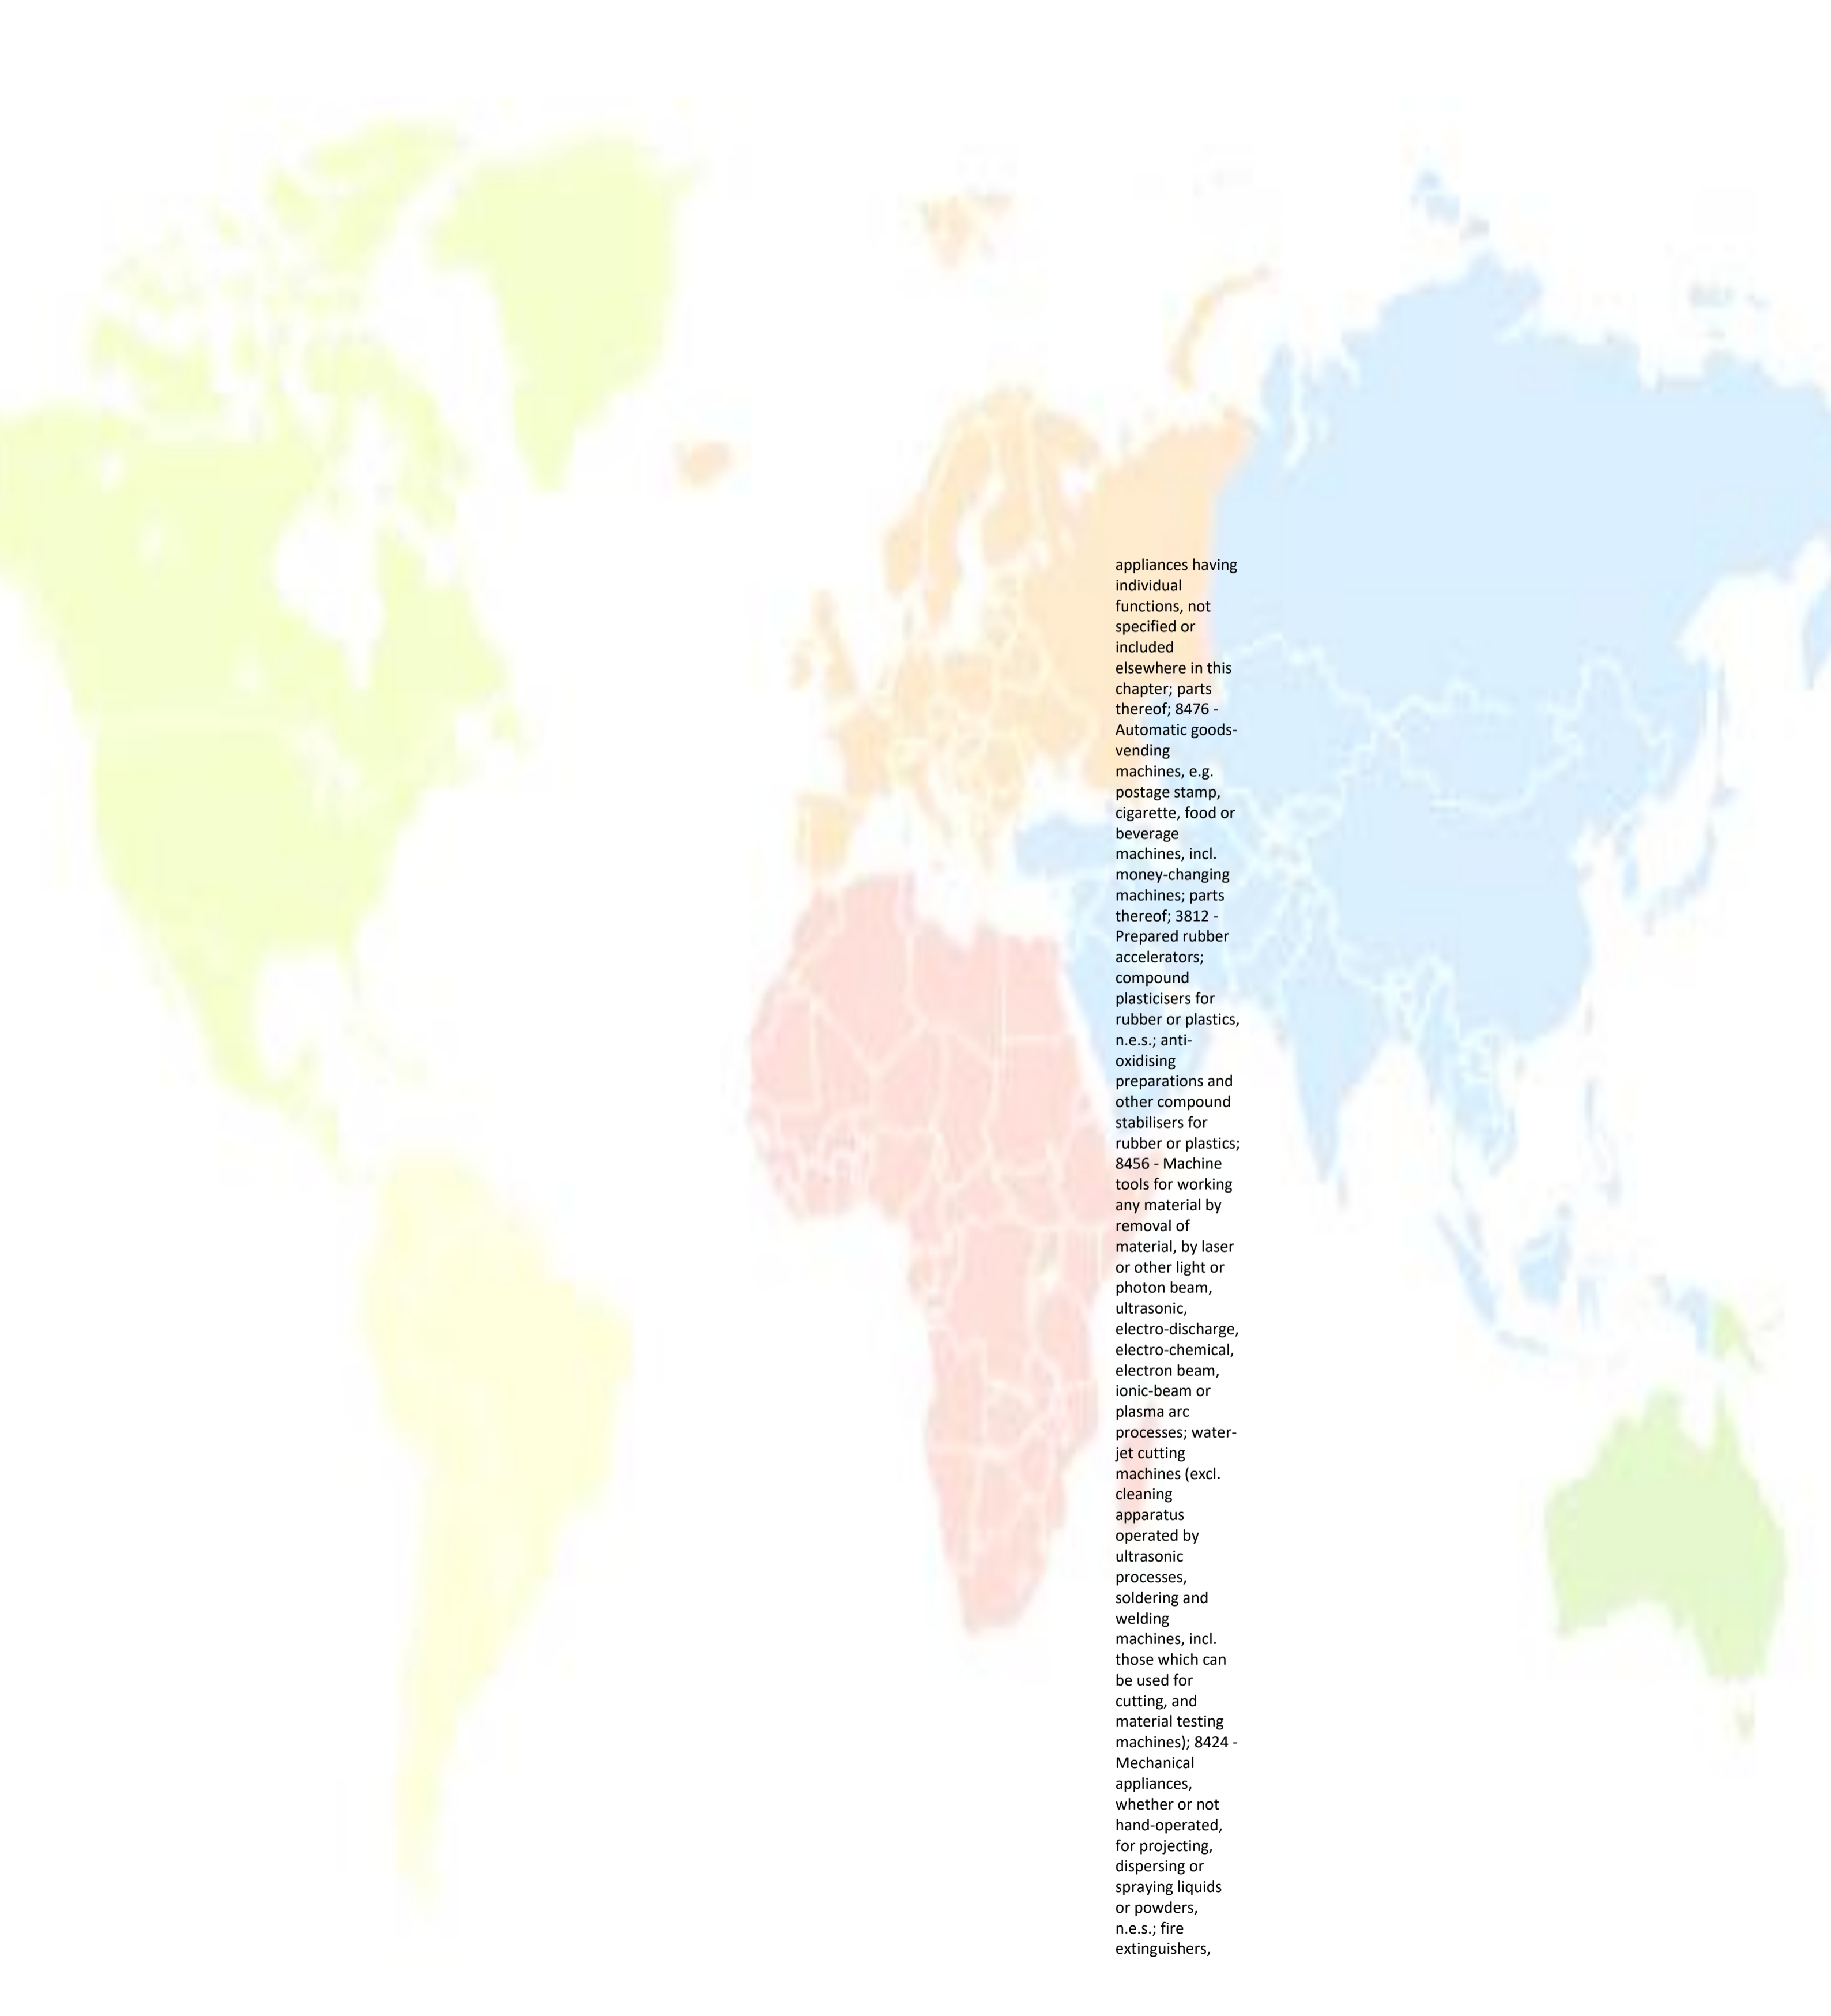 appliances having
individual
functions, not
specified or
included
elsewhere in this
chapter; parts
thereof; 8476 -
Automatic goods-
vending
machines, e.g.
postage stamp,
cigarette, food or
beverage
machines, incl.
money-changing
machines; parts
thereof; 3812 -
Prepared rubber
accelerators;
compound
plasticisers for
rubber or plastics,
n.e.s.; anti-
oxidising
preparations and
other compound
stabilisers for
rubber or plastics;
8456 - Machine
tools for working
any material by
removal of
material, by laser
or other light or
photon beam,
ultrasonic,
electro-discharge,
electro-chemical,
electron beam,
ionic-beam or
plasma arc
processes; water-
jet cutting
machines (excl.
cleaning
apparatus
operated by
ultrasonic
processes,
soldering and
welding
machines, incl.
those which can
be used for
cutting, and
material testing
machines); 8424 -
Mechanical
appliances,
whether or not
hand-operated,
for projecting,
dispersing or
spraying liquids
or powders,
n.e.s.; fire
extinguishers,